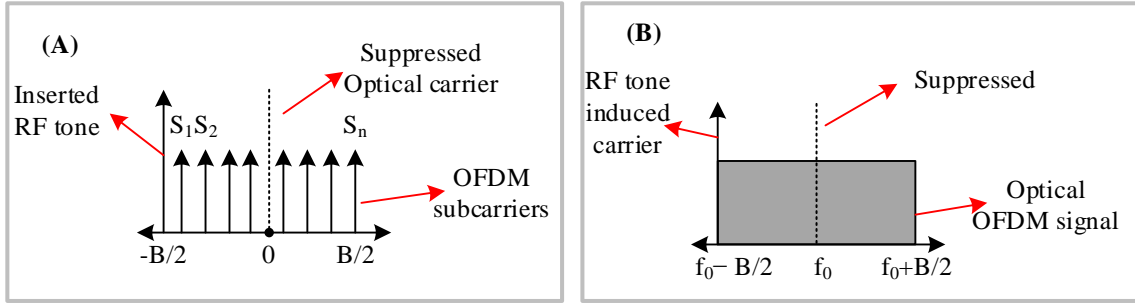 (A)
Suppressed
Optical carrier
Inserted
RF tone
S₁S₂
Sₙ
OFDM
subcarriers
-B/2
0
B/2
(B)
RF tone
induced
carrier
Suppressed
Optical
OFDM signal
f₀− B/2
f₀
f₀+B/2